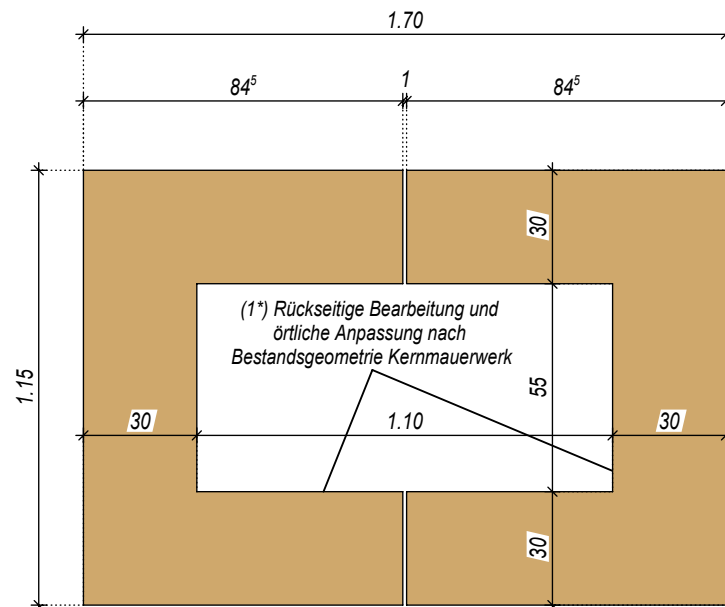 1.70
84⁵ 1 84⁵
30
(1*) Rückseitige Bearbeitung und
örtliche Anpassung nach
Bestandsgeometrie Kernmauerwerk
1.15
55
30 1.10 30
30